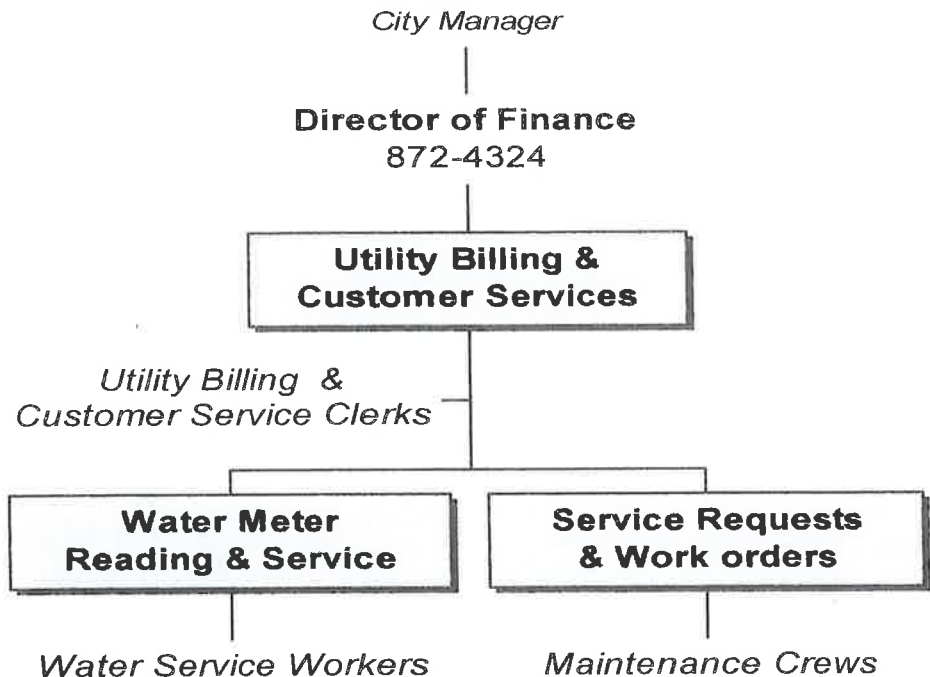 City Manager
Director of Finance
872-4324
Utility Billing &
Customer Services
Utility Billing &
Customer Service Clerks
Water Meter
Reading & Service
Service Requests
& Work orders
Water Service Workers
Maintenance Crews